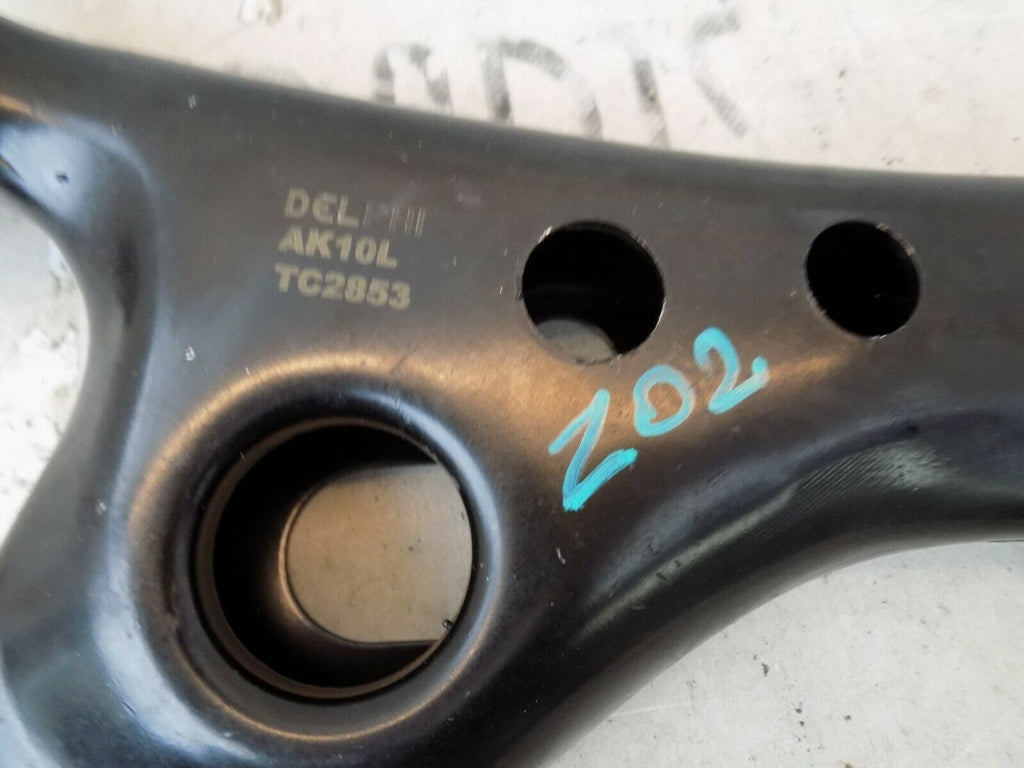 DELPHI
AK10L
TC2853
Z02